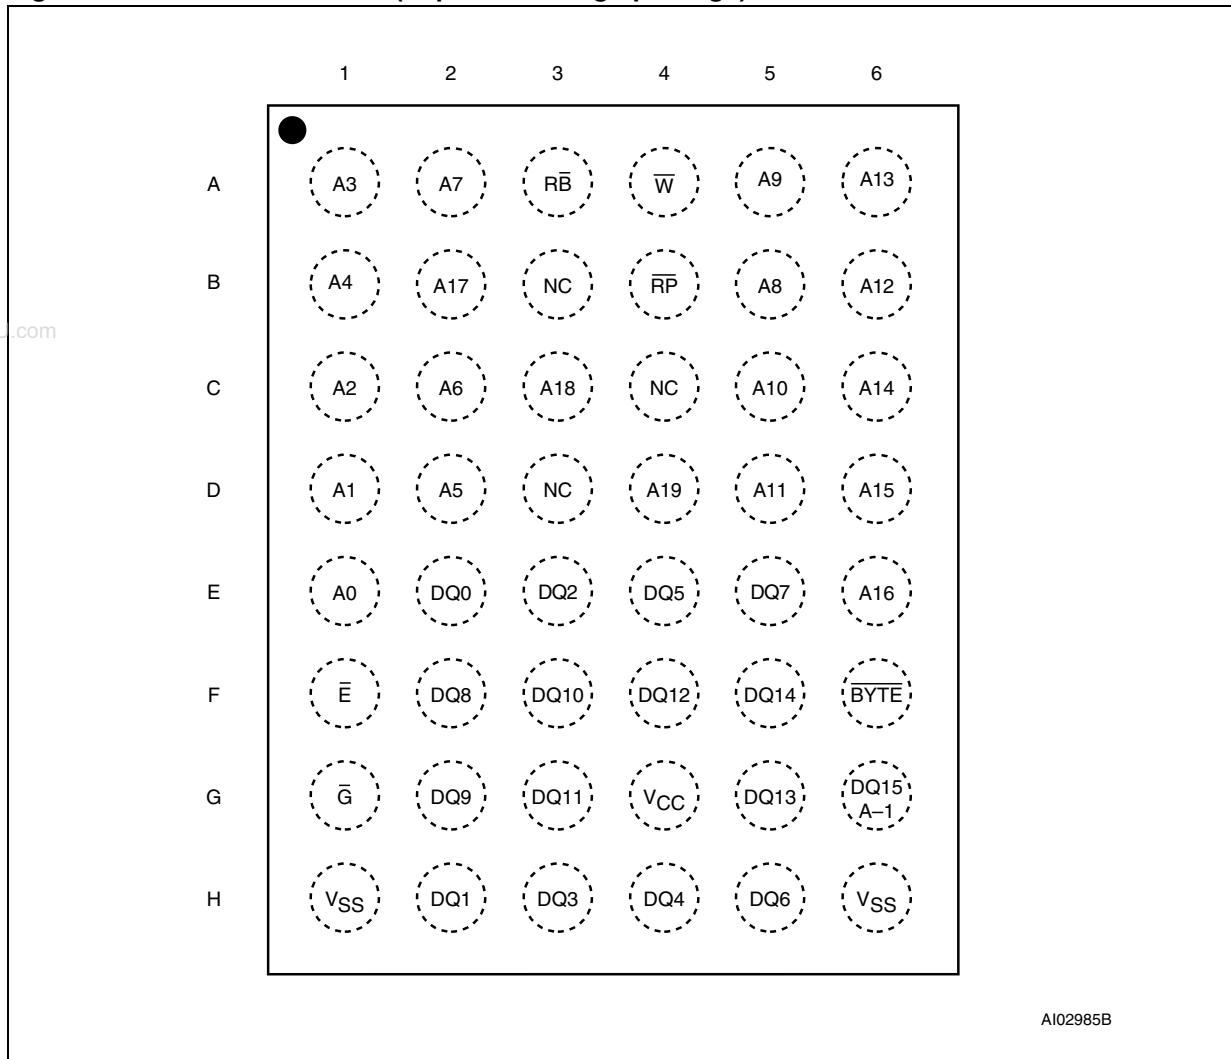 1 2 3 4 5 6
A A3 A7 RB̅ W̅ A9 A13
B A4 A17 NC R̅P̅ A8 A12
.com
C A2 A6 A18 NC A10 A14
D A1 A5 NC A19 A11 A15
E A0 DQ0 DQ2 DQ5 DQ7 A16
F E̅ DQ8 DQ10 DQ12 DQ14 B̅Y̅T̅E̅
G G̅ DQ9 DQ11 VCC DQ13 DQ15
A–1
H VSS DQ1 DQ3 DQ4 DQ6 VSS
AI02985B